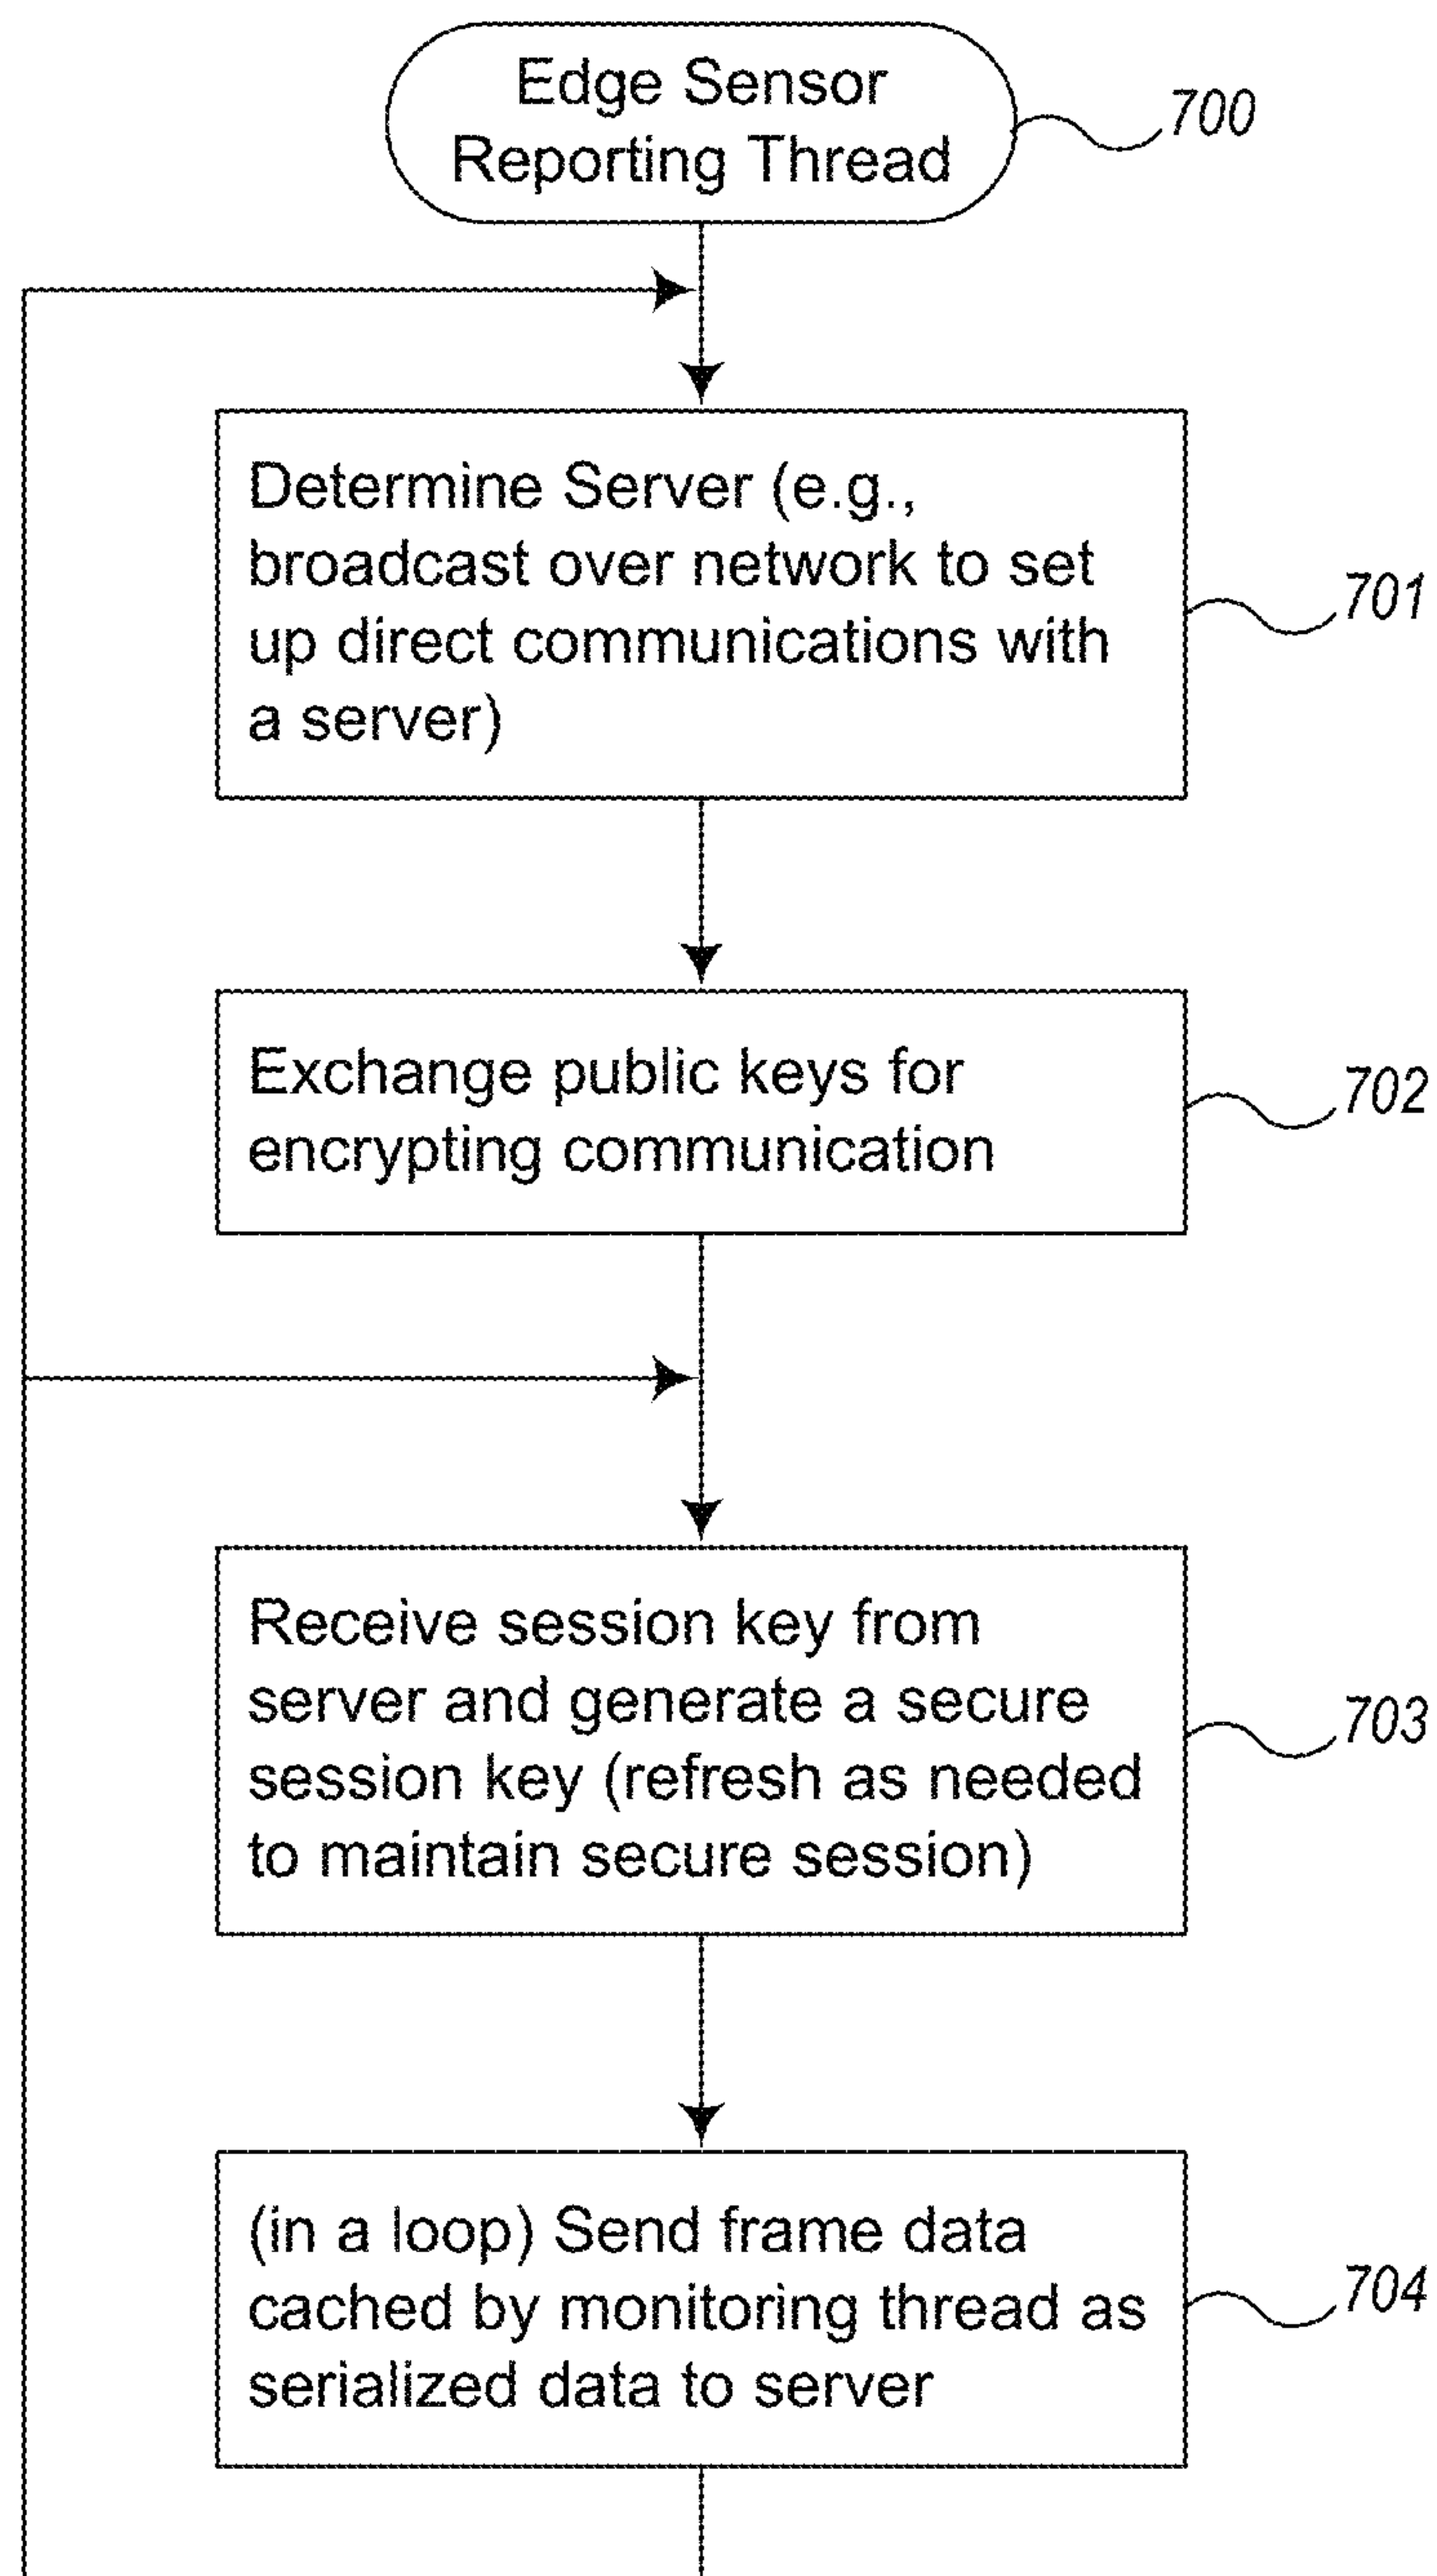 Edge Sensor
Reporting Thread
700
Determine Server (e.g.,
broadcast over network to set
up direct communications with
a server)
701
Exchange public keys for
encrypting communication
702
Receive session key from
server and generate a secure
session key (refresh as needed
to maintain secure session)
703
(in a loop) Send frame data
cached by monitoring thread as
serialized data to server
704